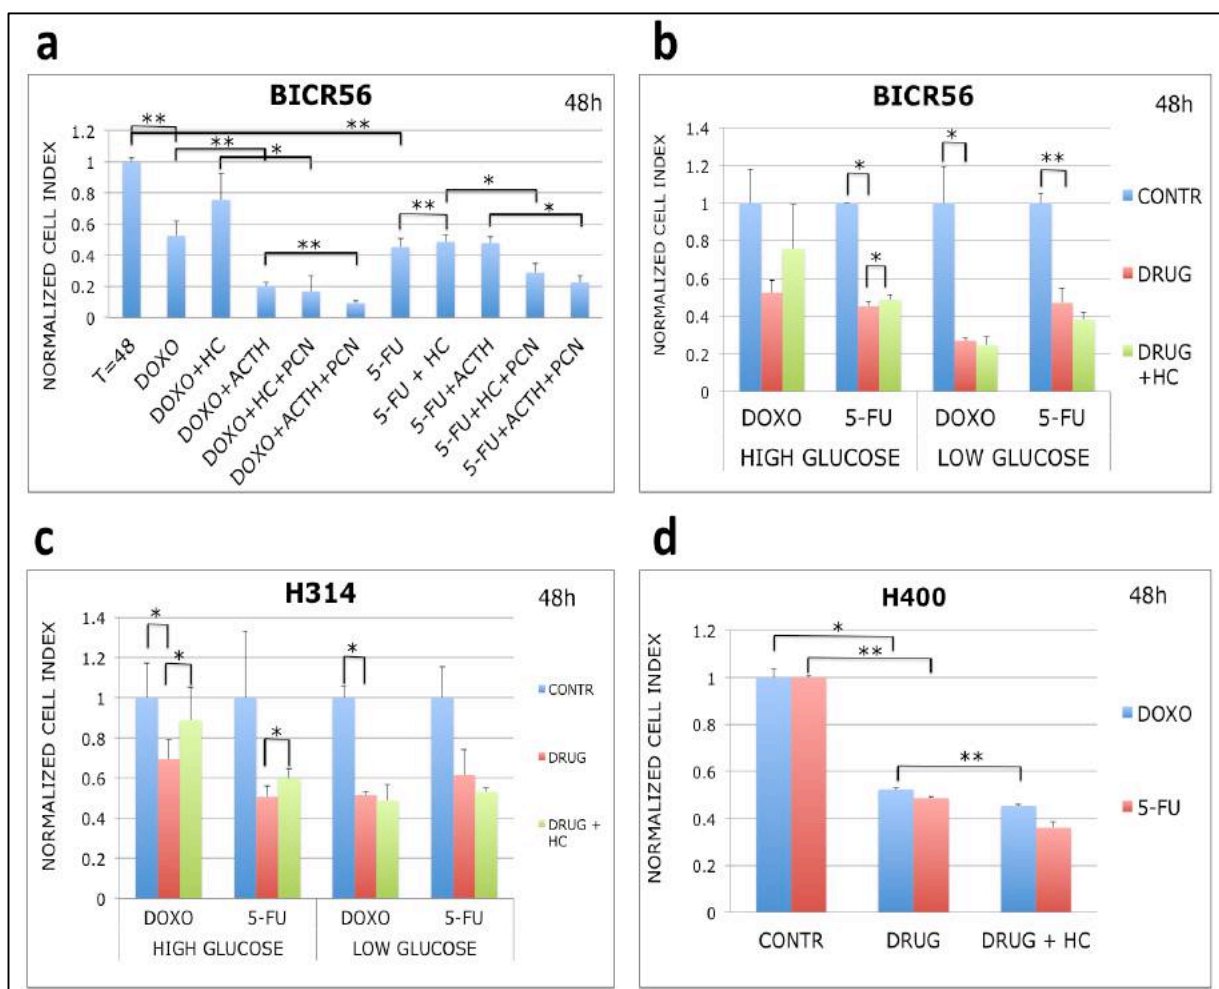 a
BICR56
48h
NORMALIZED CELL INDEX
1.2
1
0.8
0.6
0.4
0.2
0
**
**
**
*
**
**
*
*
T=48
DOXO
DOXO+HC
DOXO+ACTH
DOXO+HC+PCN
DOXO+ACTH+PCN
5-FU
5-FU + HC
5-FU+ACTH
5-FU+HC+PCN
5-FU+ACTH+PCN
b
BICR56
48h
NORMALIZED CELL INDEX
1.4
1.2
1
0.8
0.6
0.4
0.2
0
*
*
*
**
DOXO
5-FU
DOXO
5-FU
HIGH GLUCOSE
LOW GLUCOSE
CONTR
DRUG
DRUG
+HC
c
H314
48h
NORMALIZED CELL INDEX
1.4
1.2
1
0.8
0.6
0.4
0.2
0
*
*
*
*
DOXO
5-FU
DOXO
5-FU
HIGH GLUCOSE
LOW GLUCOSE
CONTR
DRUG
DRUG +
HC
d
H400
48h
NORMALIZED CELL INDEX
1.2
1
0.8
0.6
0.4
0.2
0
*
**
**
CONTR
DRUG
DRUG + HC
DOXO
5-FU